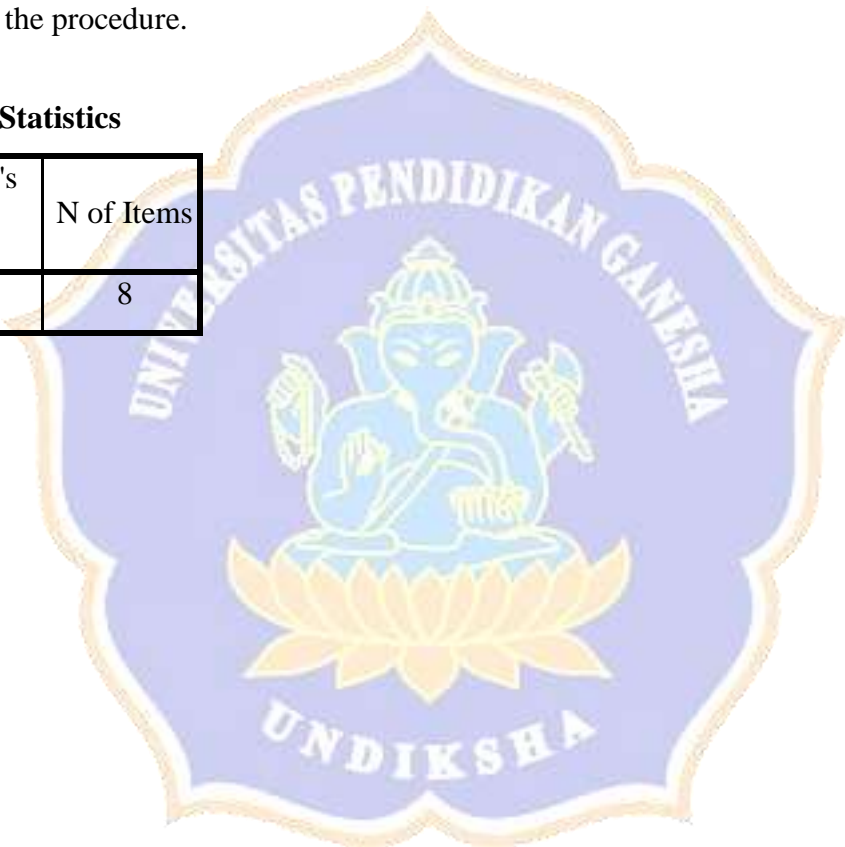 the procedure.
Statistics
's
N of Items
8
UNIVERSITAS PENDIDIKAN GANESHA
UNDIKSHA